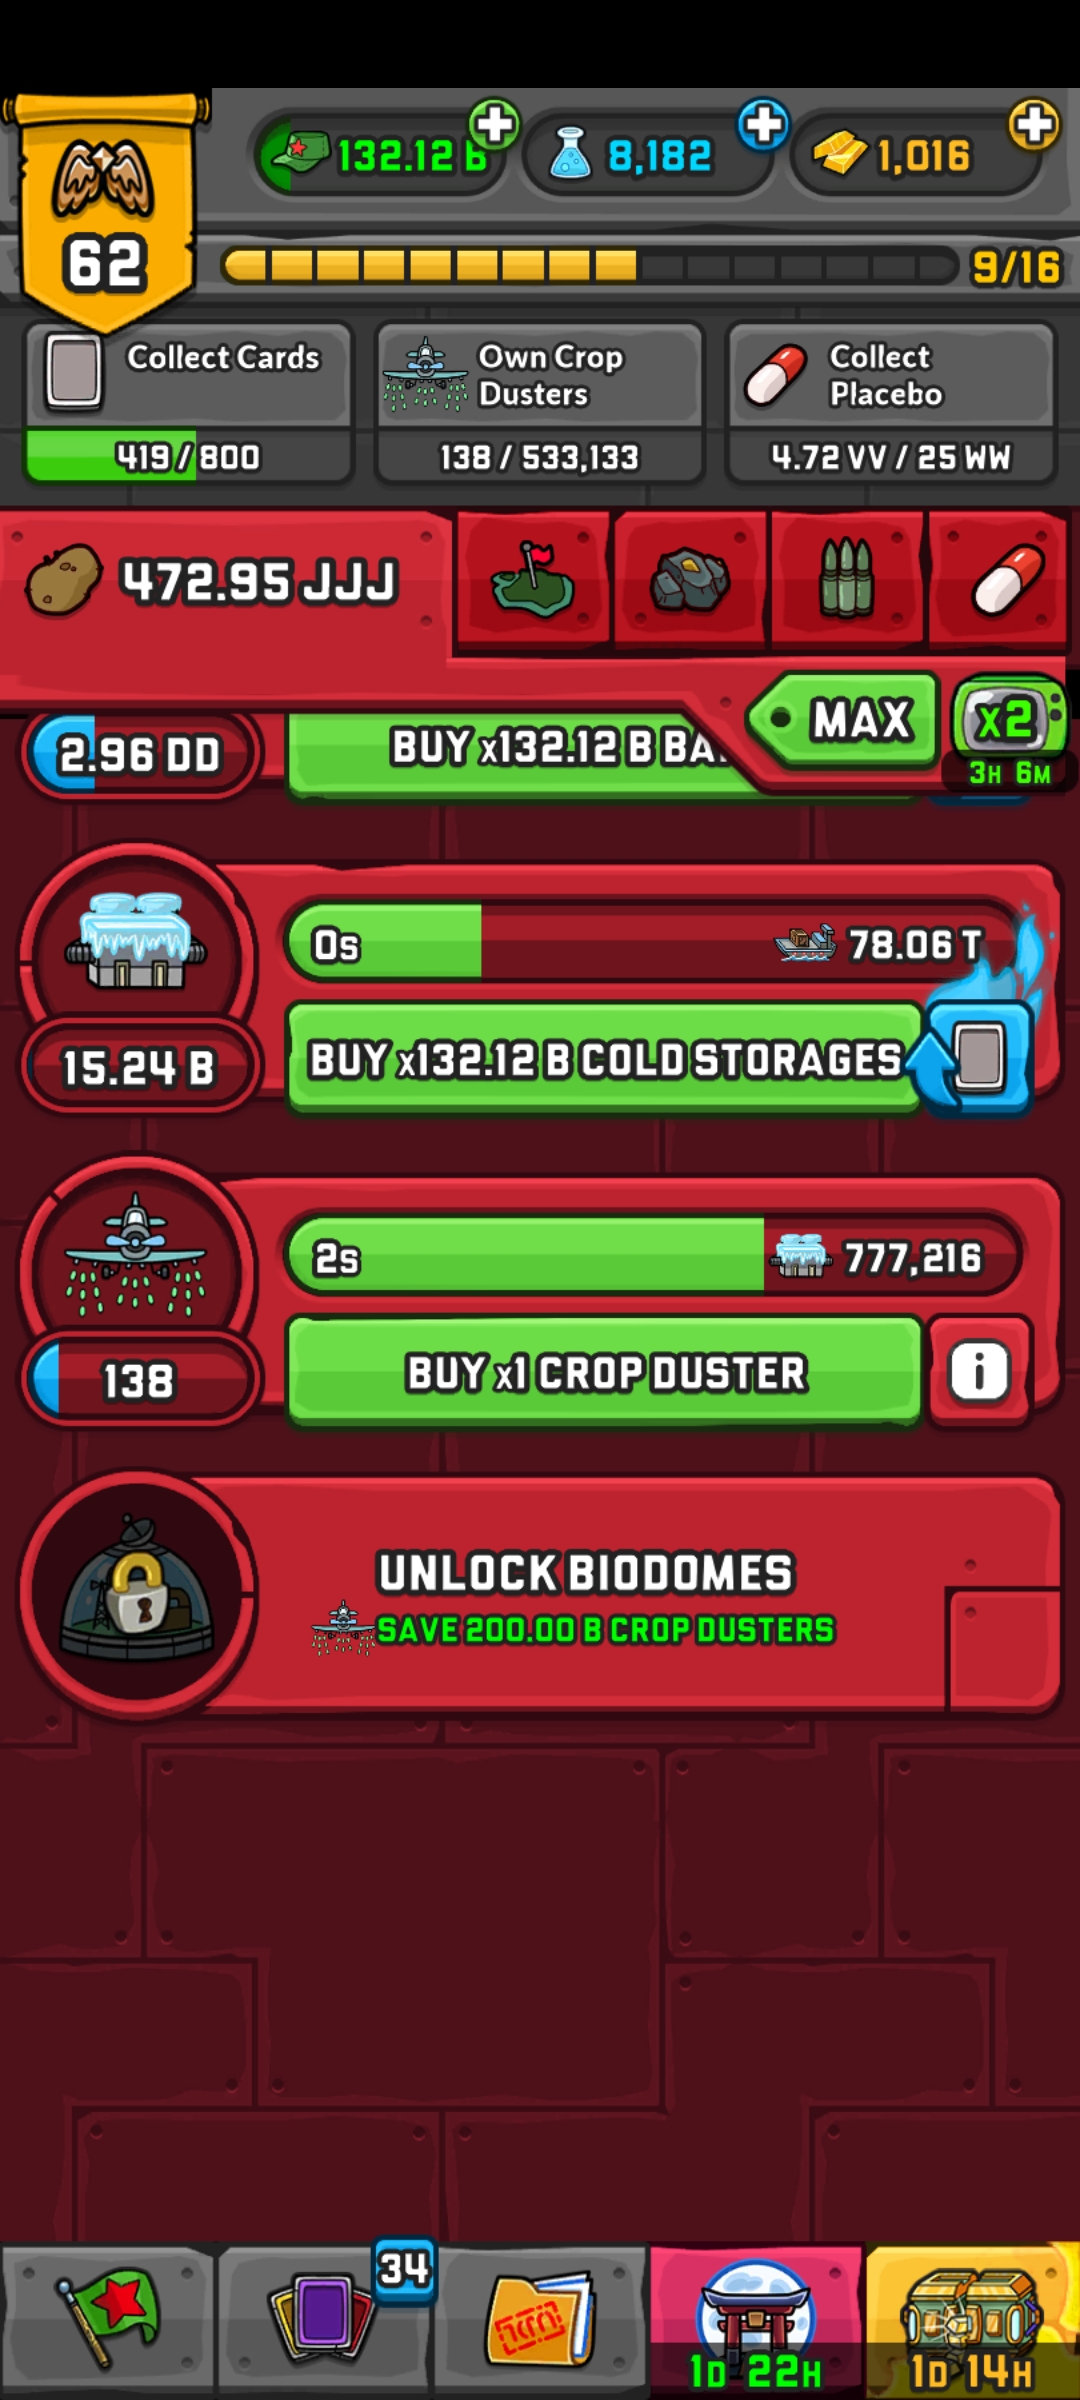 132.12 B
8,182
1,016
62
9/16
Collect Cards
419 / 800
Own Crop
Dusters
138 / 533,133
Collect
Placebo
4.72 VV / 25 WW
472.95 JJJ
MAX
x2
3H 6M
2.96 DD
BUY x132.12 B BA
0s
78.06 T
15.24 B
BUY x132.12 B COLD STORAGES
2s
777,216
138
BUY x1 CROP DUSTER
i
UNLOCK BIODOMES
SAVE 200.00 B CROP DUSTERS
34
1D 22H
1D 14H